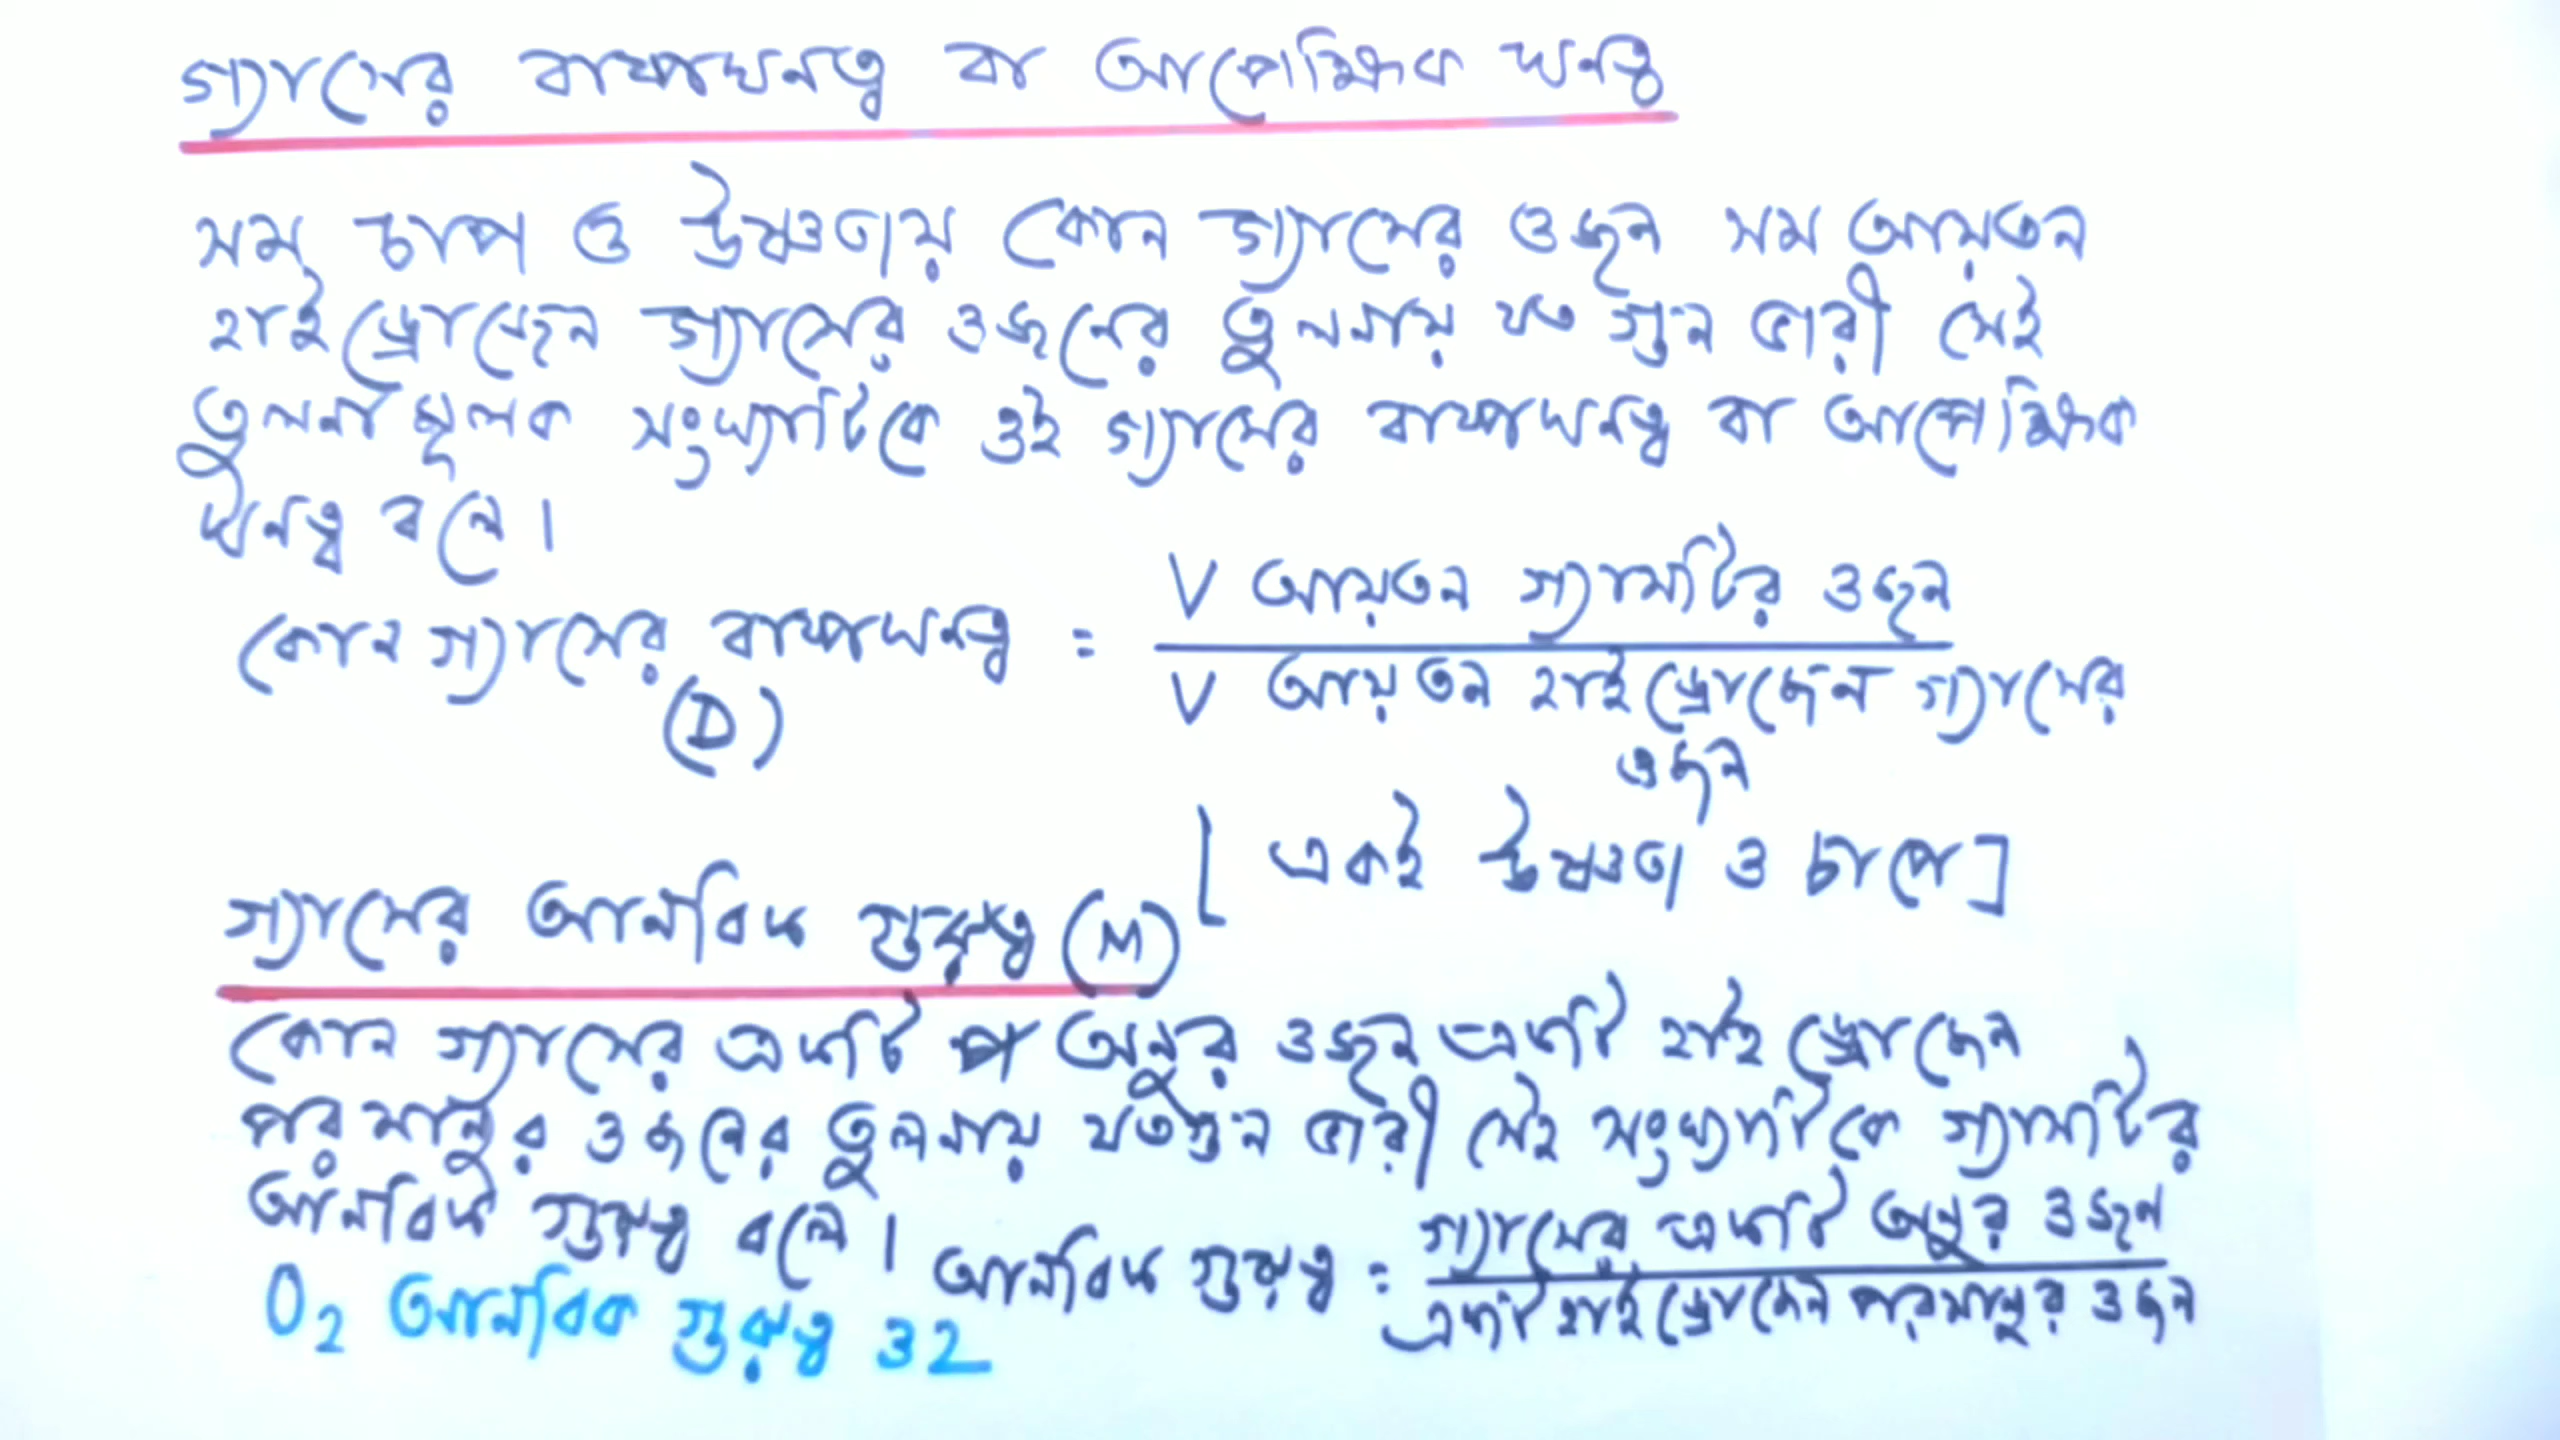 গ্যাসের বাষ্পঘনত্ব বা আপেক্ষিক ঘনত্ব
সম চাপ ও উষ্ণতায় কোন গ্যাসের ওজন সম আয়তন
হাইড্রোজেন গ্যাসের ওজনের তুলনায় যত গুন ভারী সেই
তুলনামূলক সংখ্যাটিকে ওই গ্যাসের বাষ্পঘনত্ব বা আপেক্ষিক
ঘনত্ব বলে।
কোন গ্যাসের বাষ্পঘনত্ব (D) = V আয়তন গ্যাসটির ওজন
V আয়তন হাইড্রোজেন গ্যাসের
ওজন
[একই উষ্ণতা ও চাপে]
গ্যাসের আনবিক গুরুত্ব (M)
কোন গ্যাসের একটি অনুর ওজন একটি হাইড্রোজেন
পরমানুর ওজনের তুলনায় যতগুন ভারী সেই সংখ্যাটিকে গ্যাসটির
আনবিক গুরুত্ব বলে।
আনবিক গুরুত্ব = গ্যাসের একটি অনুর ওজন
একটি হাইড্রোজেন পরমানুর ওজন
O2 আনবিক গুরুত্ব 32